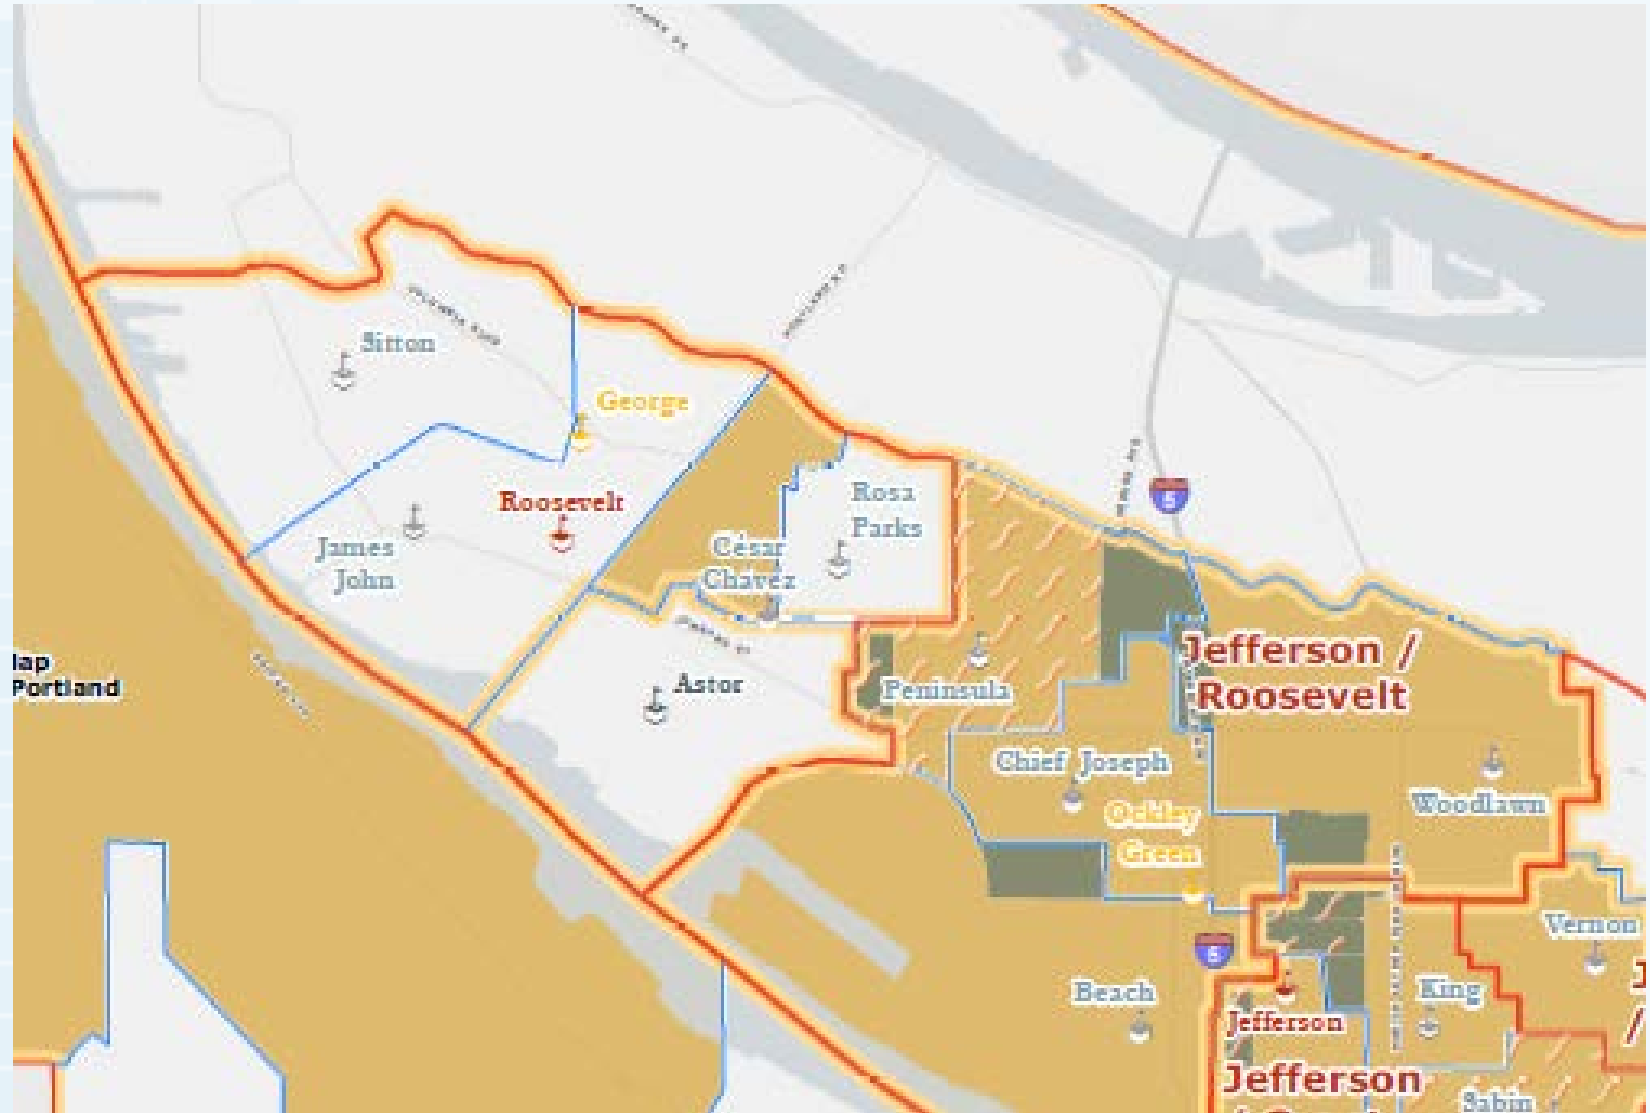 Sitton
George
Roosevelt
Rosa
Parks
James
John
César
Chavez
5
Jefferson /
Roosevelt
Portland
Astor
Peninsula
Chief Joseph
Woodlawn
Ockley
Green
Vernon
5
Beach
King
Jefferson
Jefferson
Sabin